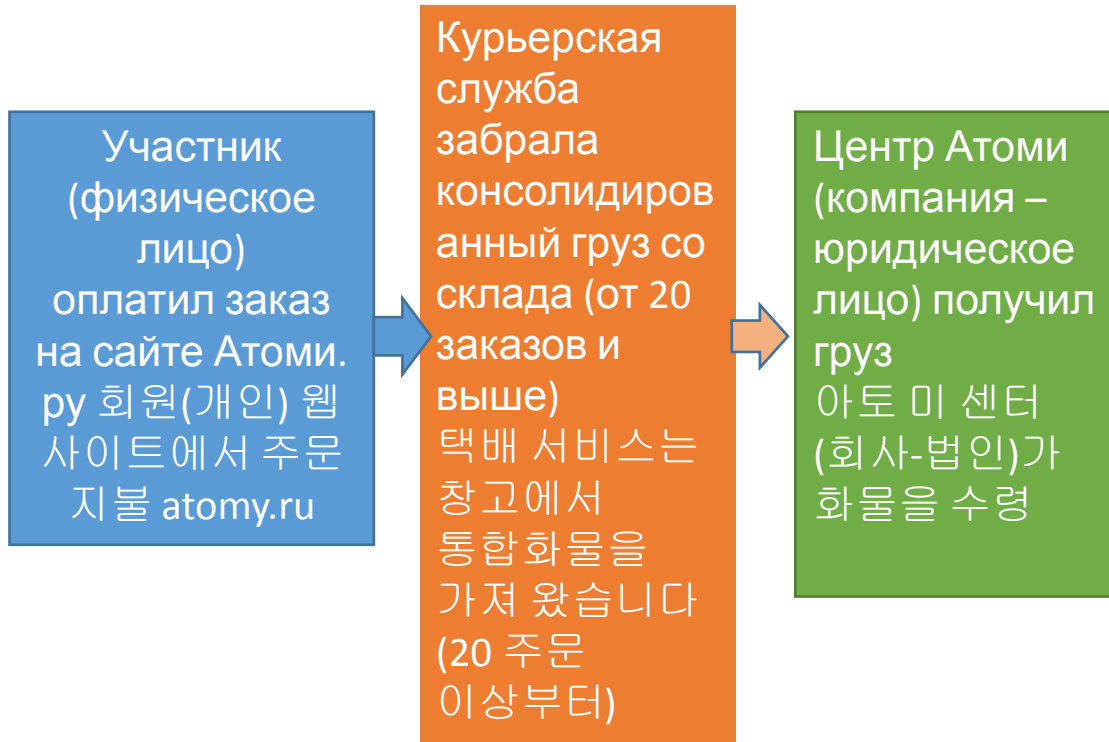 Участник
(физическое
лицо)
оплатил заказ
на сайте Атоми.
ру 회원(개인) 웹
사이트에서 주문
지불 atomy.ru
Курьерская
служба
забрала
консолидиров
анный груз со
склада (от 20
заказов и
выше)
택배 서비스는
창고에서
통합화물을
가져 왔습니다
(20 주문
이상부터)
Центр Атоми
(компания –
юридическое
лицо) получил
груз
아토 미 센터
(회사-법인)가
화물을 수령